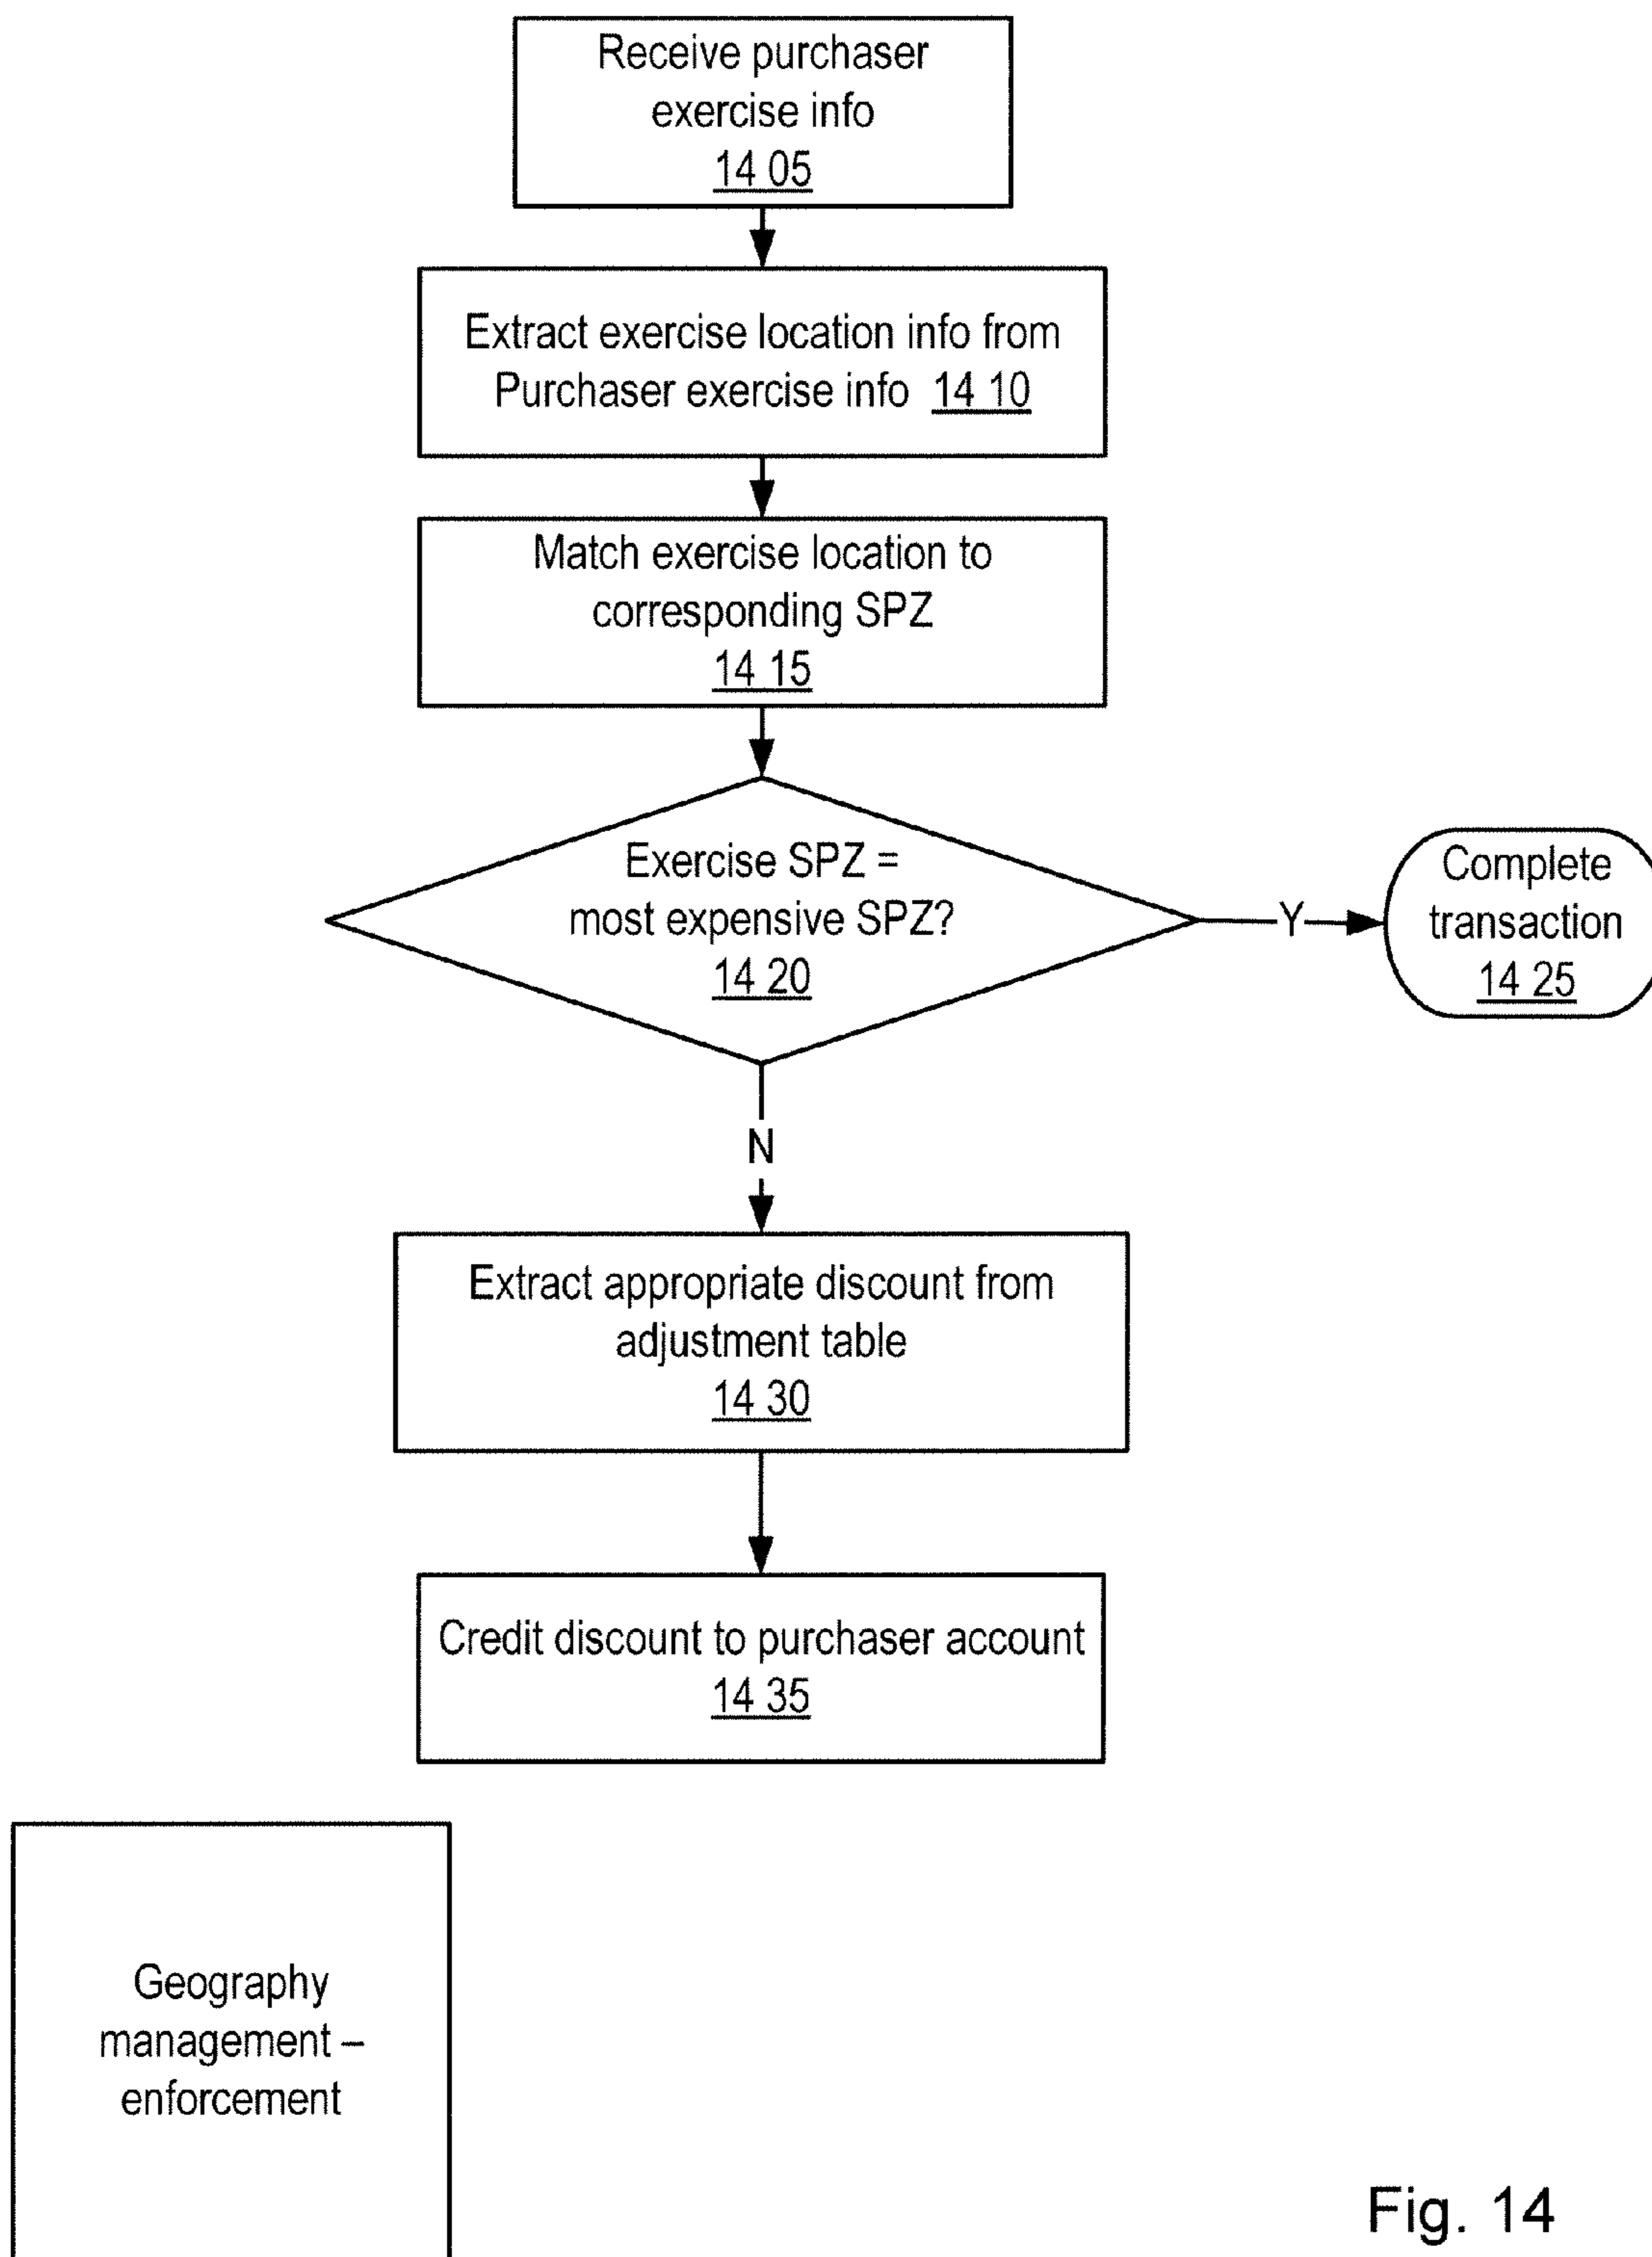 Receive purchaser
exercise info
14 05
Extract exercise location info from
Purchaser exercise info 14 10
Match exercise location to
corresponding SPZ
14 15
Exercise SPZ =
most expensive SPZ?
14 20
Y
Complete
transaction
14 25
N
Extract appropriate discount from
adjustment table
14 30
Credit discount to purchaser account
14 35
Geography
management –
enforcement
Fig. 14